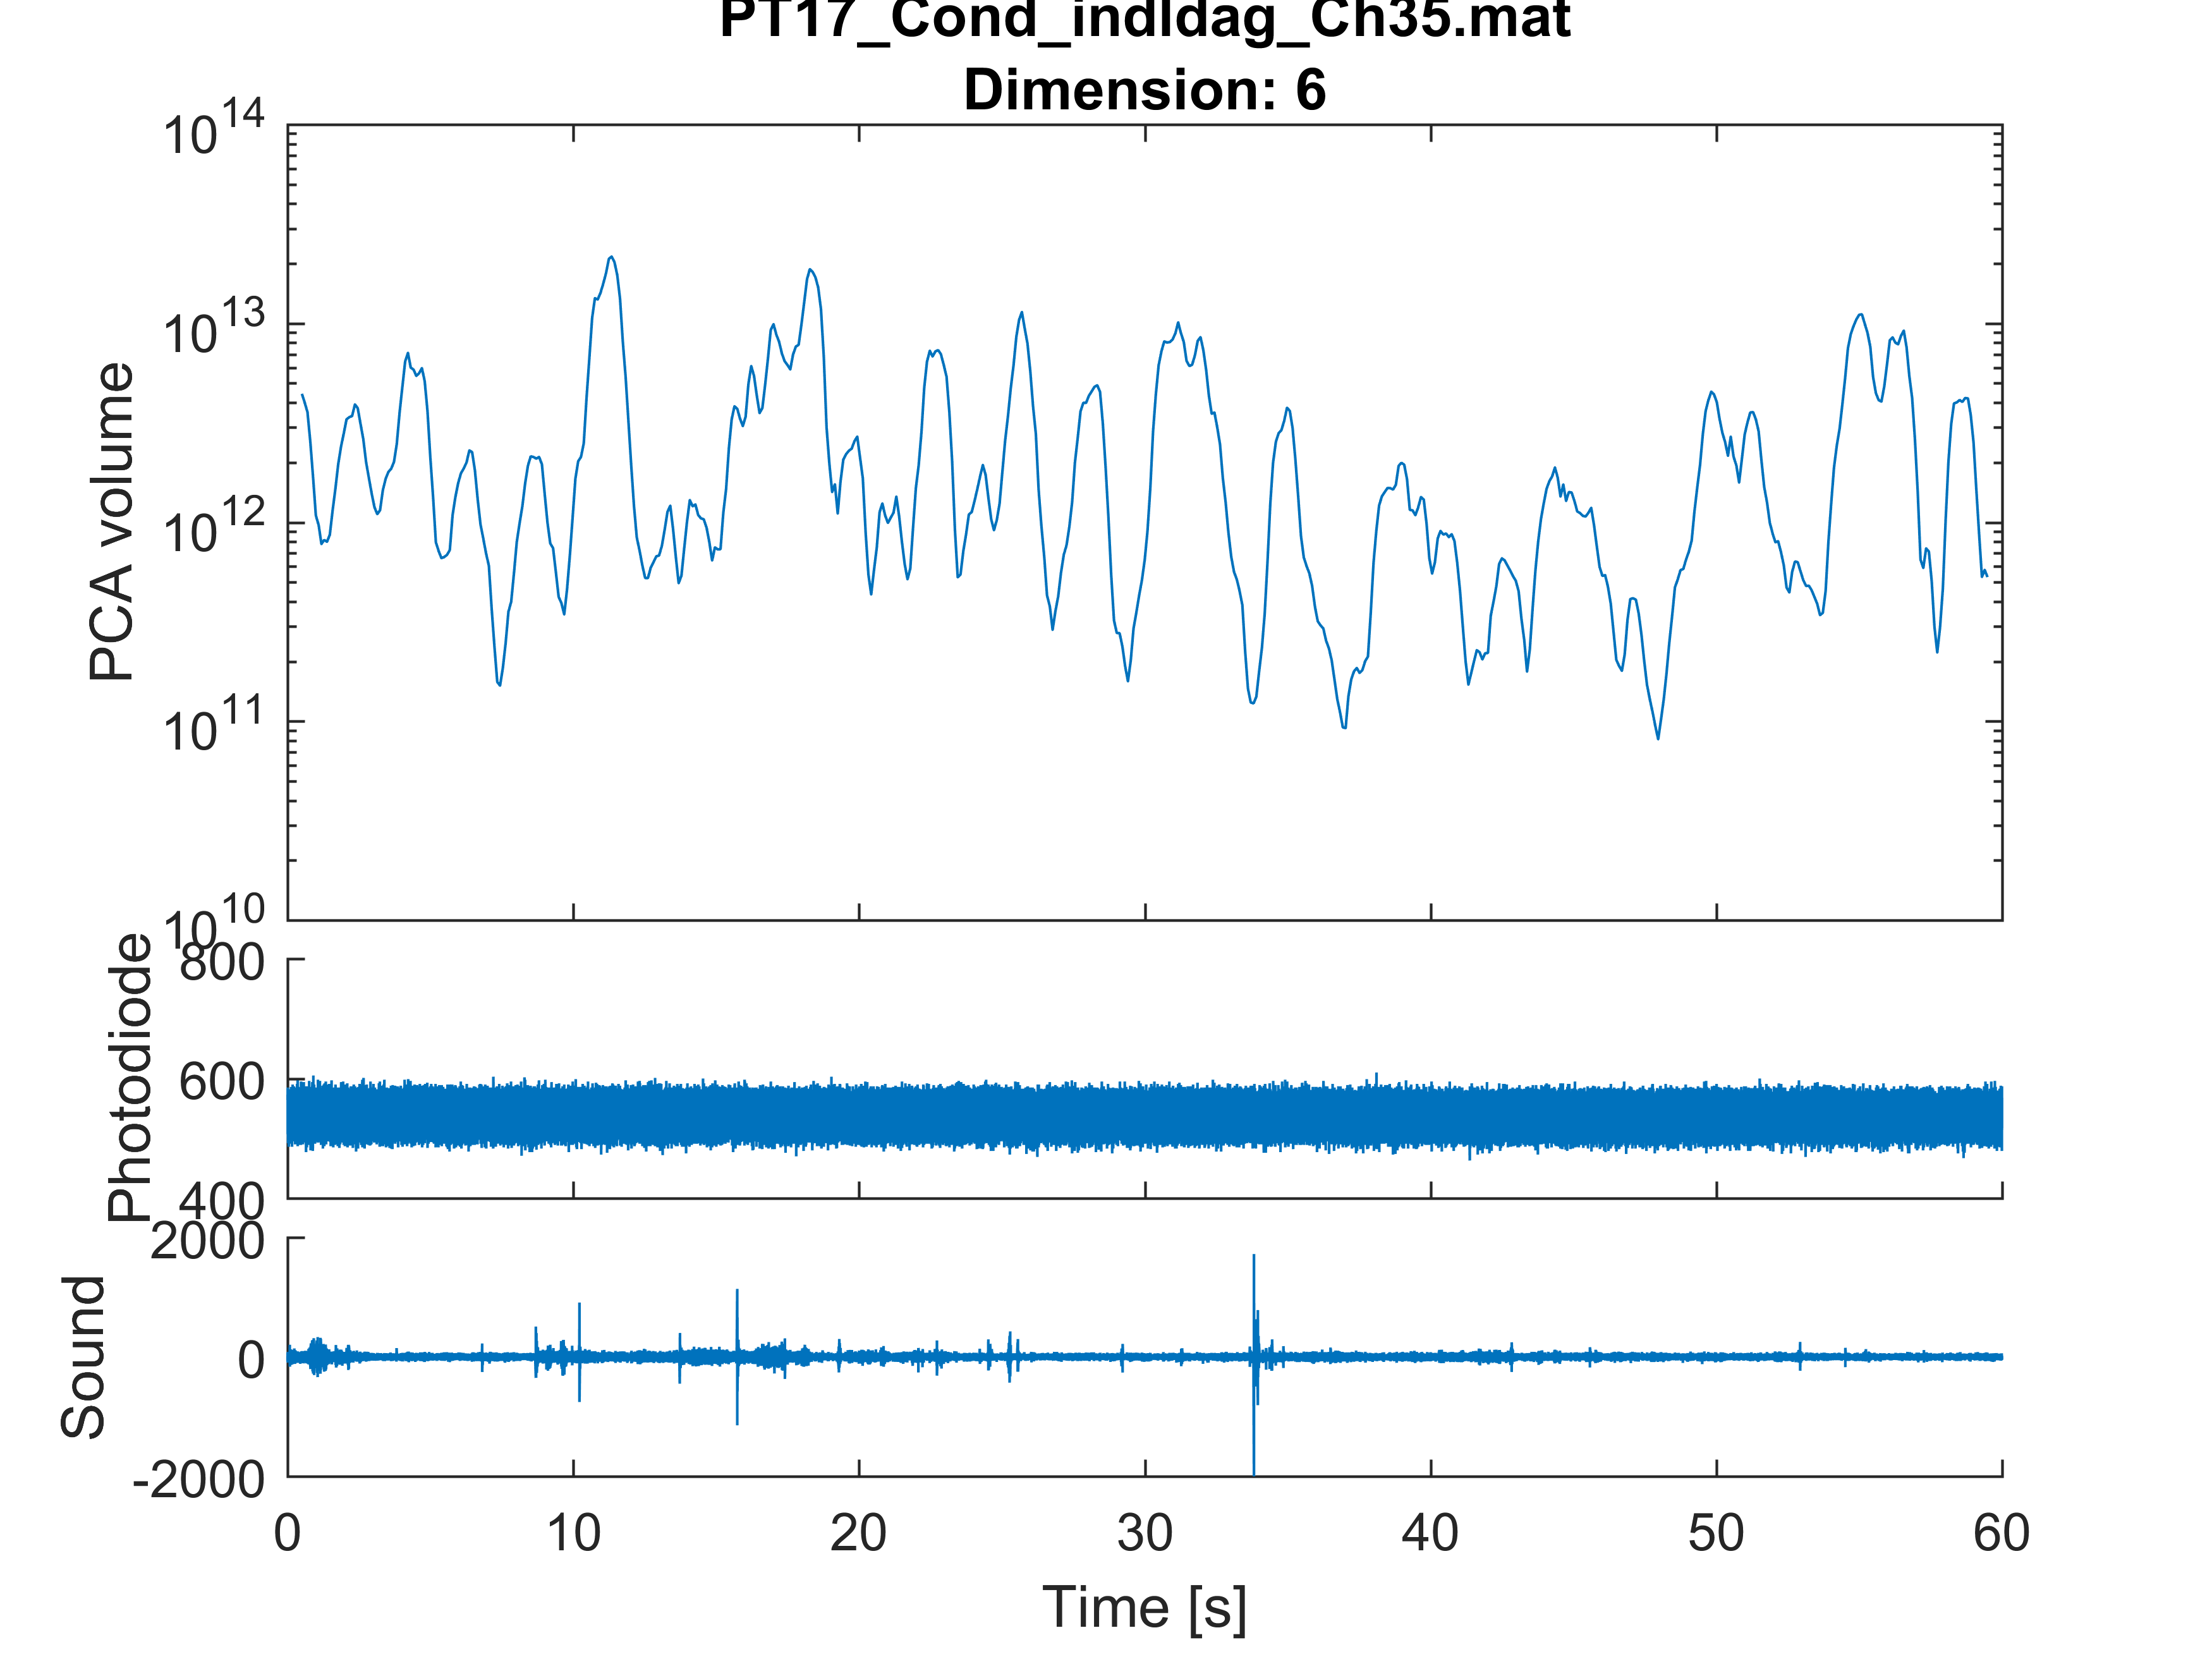 PT17_Cond_indIdag_Ch35.mat
Dimension: 6
10^14
10^13
10^12
10^11
10^10
PCA volume
800
600
400
Photodiode
2000
0
-2000
Sound
0 10 20 30 40 50 60
Time [s]